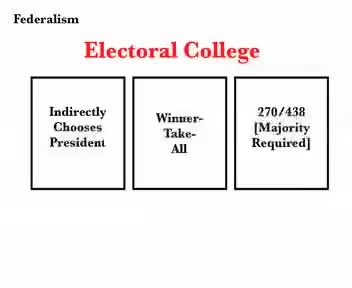 Federalism
Electoral College
Indirectly
Chooses
President
Winner-
Take-
All
270/438
[Majority
Required]